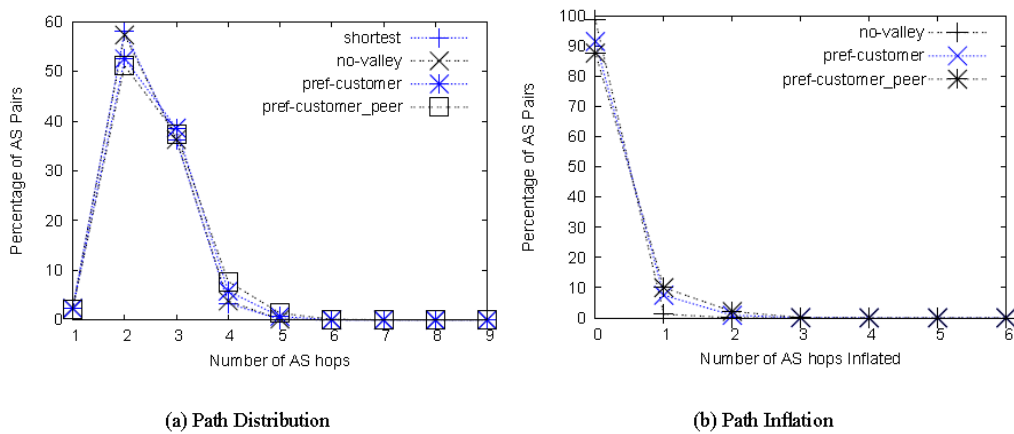 60
50
40
30
20
10
0
Percentage of AS Pairs
shortest
no-valley
pref-customer
pref-customer_peer
1 2 3 4 5 6 7 8 9
Number of AS hops
(a) Path Distribution
100
90
80
70
60
50
40
30
20
10
0
Percentage of AS Pairs
no-valley
pref-customer
pref-customer_peer
0 1 2 3 4 5 6
Number of AS hops Inflated
(b) Path Inflation